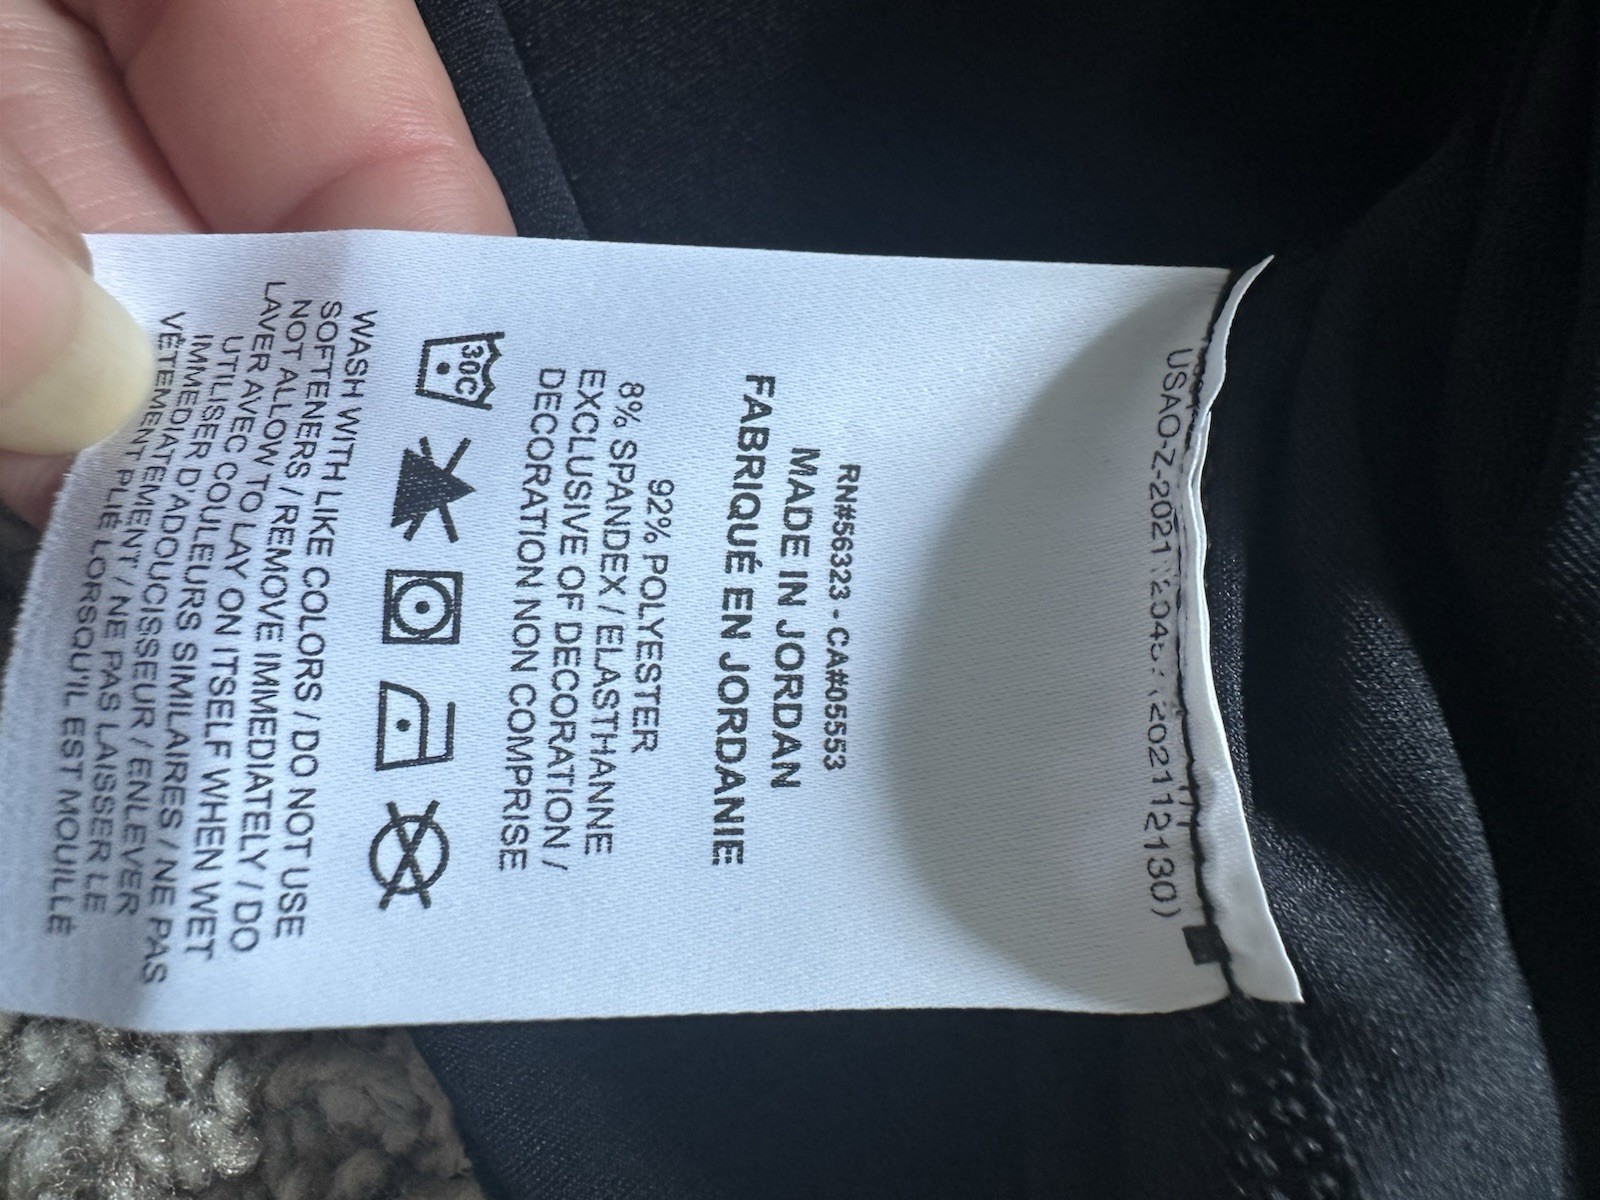 USAO-Z-2021
202112130)
RN#56323 - CA#05553
MADE IN JORDAN
FABRIQUÉ EN JORDANIE
92% POLYESTER
8% SPANDEX / ELASTHANNE
EXCLUSIVE OF DECORATION /
DECORATION NON COMPRISE
30C
WASH WITH LIKE COLORS / DO NOT USE
SOFTENERS / REMOVE IMMEDIATELY / DO
NOT ALLOW TO LAY ON ITSELF WHEN WET
LAVER AVEC COULEURS SIMILAIRES / NE PAS
UTILISER D'ADOUCISSEUR / ENLEVER
IMMEDIATEMENT / NE PAS LAISSER LE
VÊTEMENT PLIÉ LORSQU'IL EST MOUILLÉ